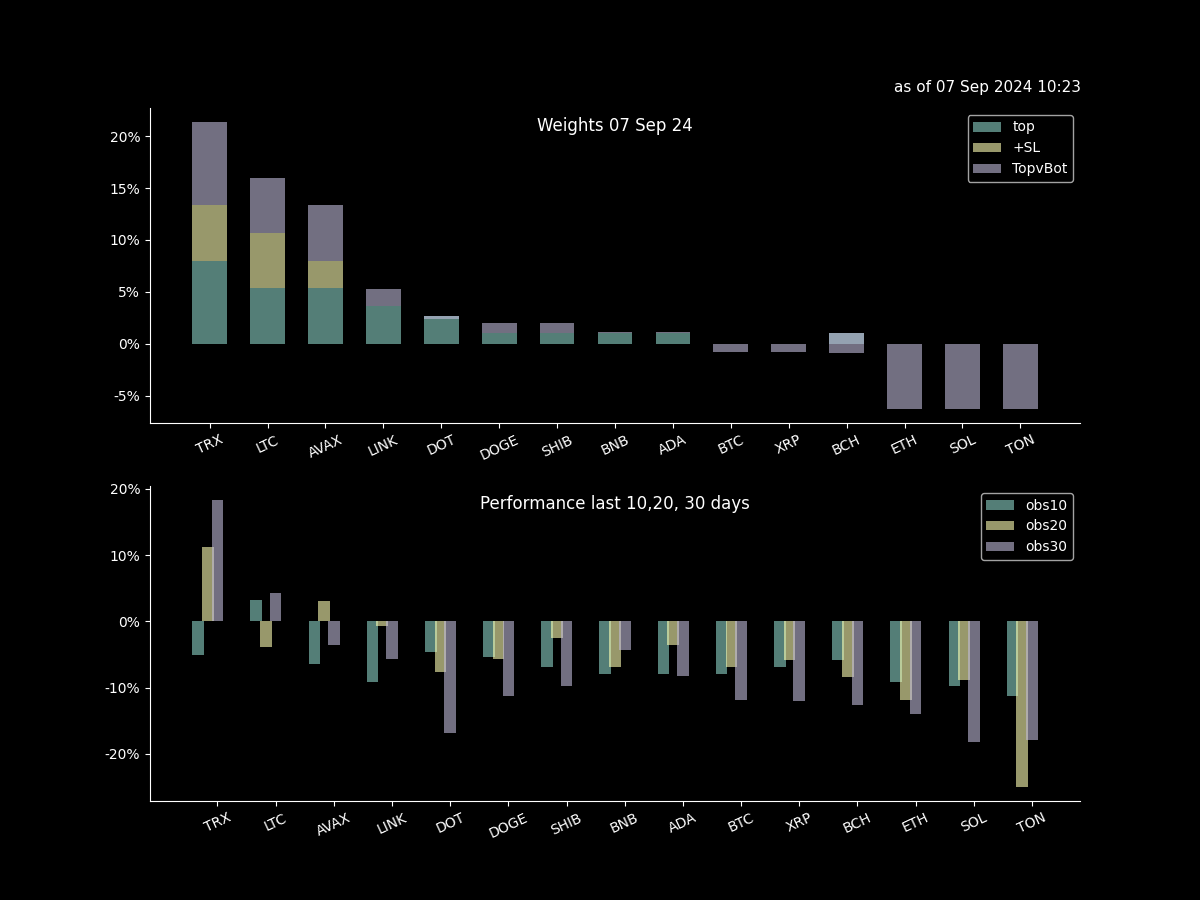 as of 07 Sep 2024 10:23
Weights 07 Sep 24
top
+SL
TopvBot
20%
15%
10%
5%
0%
-5%
TRX LTC AVAX LINK DOT DOGE SHIB BNB ADA BTC XRP BCH ETH SOL TON
Performance last 10,20, 30 days
obs10
obs20
obs30
20%
10%
0%
-10%
-20%
TRX LTC AVAX LINK DOT DOGE SHIB BNB ADA BTC XRP BCH ETH SOL TON